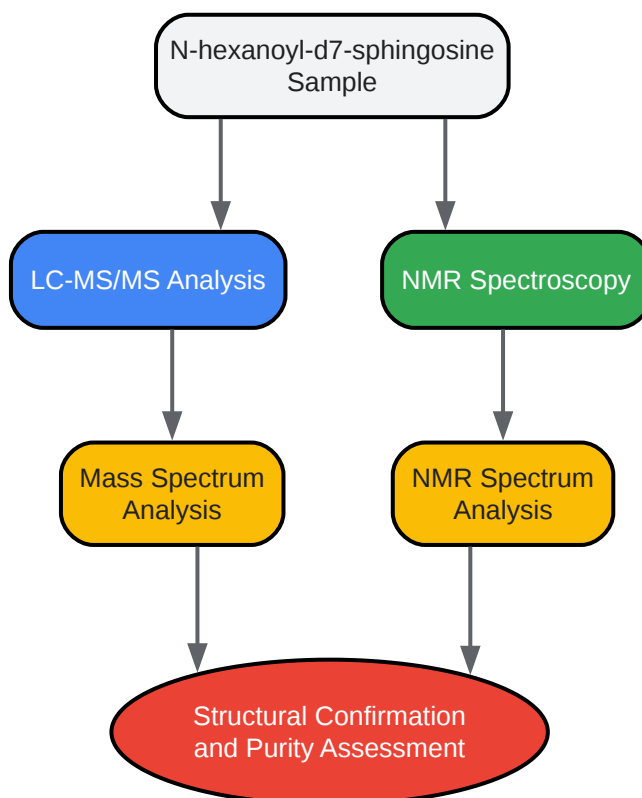 N-hexanoyl-d7-sphingosine
Sample
LC-MS/MS Analysis
NMR Spectroscopy
Mass Spectrum
Analysis
NMR Spectrum
Analysis
Structural Confirmation
and Purity Assessment